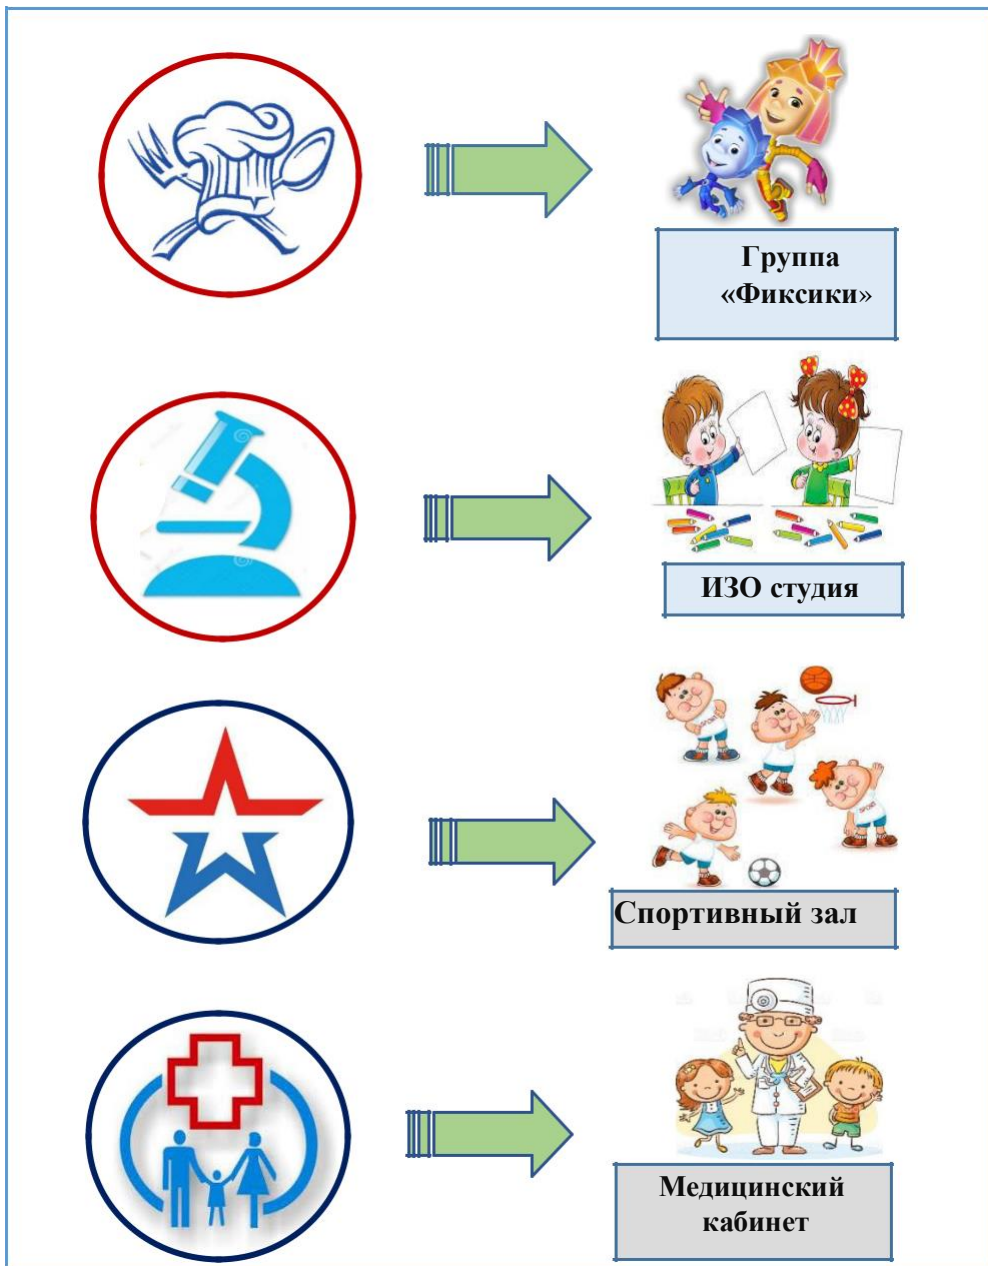 Группа
«Фиксики»
ИЗО студия
Спортивный зал
Медицинский
кабинет